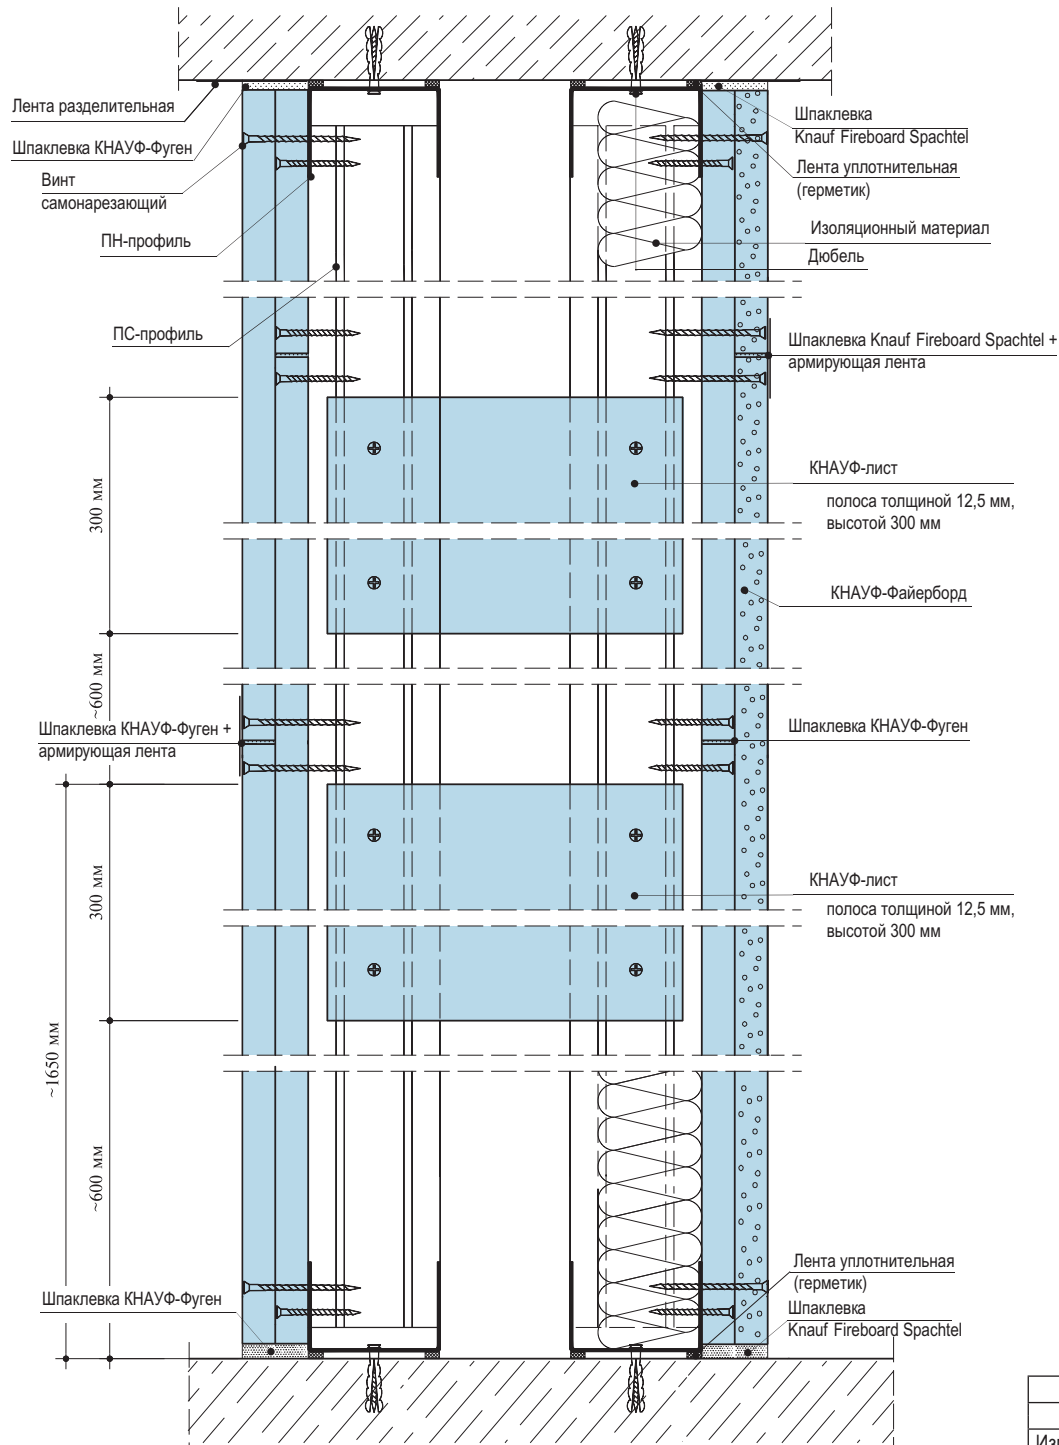 Лента разделительная
Шпаклевка КНАУФ-Фуген
Винт
самонарезающий
ПН-профиль
ПС-профиль
Шпаклевка
Knauf Fireboard Spachtel
Лента уплотнительная
(герметик)
Изоляционный материал
Дюбель
Шпаклевка Knauf Fireboard Spachtel +
армирующая лента
300 мм
КНАУФ-лист
полоса толщиной 12,5 мм,
высотой 300 мм
КНАУФ-Файерборд
~600 мм
Шпаклевка КНАУФ-Фуген +
армирующая лента
Шпаклевка КНАУФ-Фуген
300 мм
КНАУФ-лист
полоса толщиной 12,5 мм,
высотой 300 мм
~1650 мм
~600 мм
Лента уплотнительная
(герметик)
Шпаклевка КНАУФ-Фуген
Шпаклевка
Knauf Fireboard Spachtel